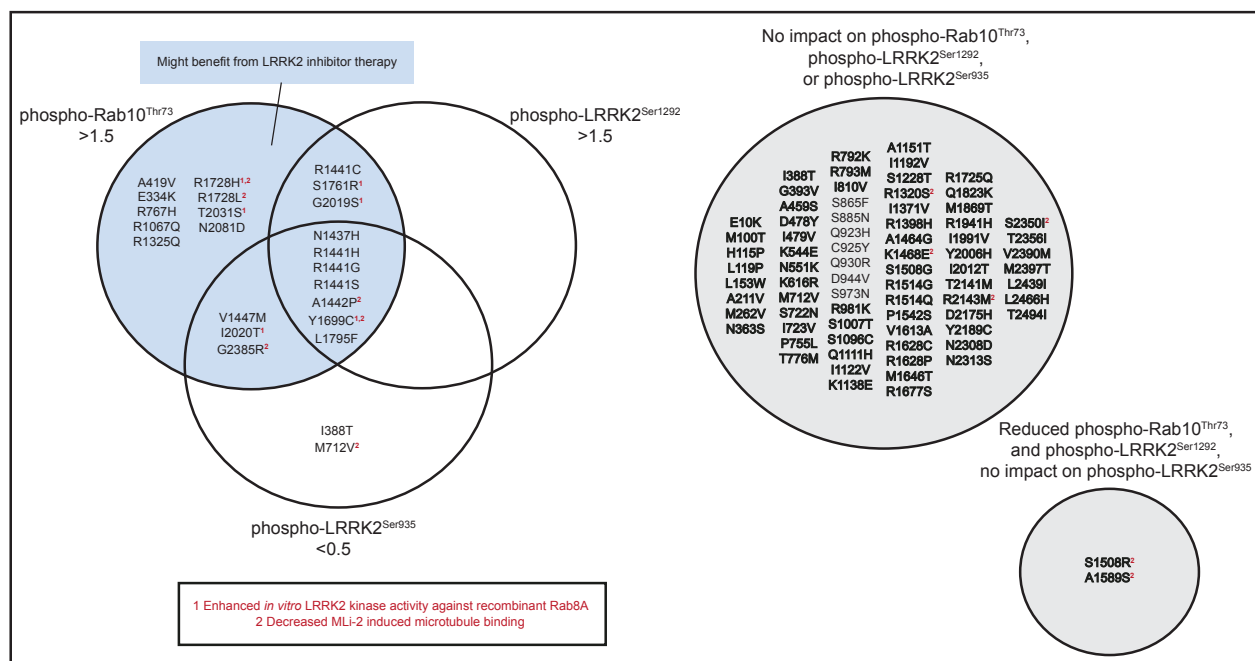 Might benefit from LRRK2 inhibitor therapy
phospho-Rab10Thr73
>1.5
phospho-LRRK2Ser1292
>1.5
A419V
E334K
R767H
R1067Q
R1325Q
R1728H1,2
R1728L2
T2031S1
N2081D
R1441C
S1761R1
G2019S1
N1437H
R1441H
R1441G
R1441S
A1442P2
Y1699C1,2
L1795F
V1447M
I2020T1
G2385R2
I388T
M712V2
phospho-LRRK2Ser935
<0.5
1 Enhanced in vitro LRRK2 kinase activity against recombinant Rab8A
2 Decreased MLi-2 induced microtubule binding
No impact on phospho-Rab10Thr73,
phospho-LRRK2Ser1292,
or phospho-LRRK2Ser935
E10K
M100T
H115P
L119P
L153W
A211V
M262V
N363S
I388T
G393V
A459S
D478Y
I479V
K544E
N551K
K616R
M712V
S722N
I723V
P755L
T776M
R792K
R793M
I810V
S865F
S885N
Q923H
C925Y
Q930R
D944V
S973N
R981K
S1007T
S1096C
Q1111H
I1122V
K1138E
A1151T
I1192V
S1228T
R1320S2
I1371V
R1398H
A1464G
K1468E2
S1508G
R1514G
R1514Q
P1542S
V1613A
R1628C
R1628P
M1646T
R1677S
R1725Q
Q1823K
M1869T
R1941H
I1991V
Y2006H
I2012T
T2141M
R2143M2
D2175H
Y2189C
N2308D
N2313S
S2350I2
T2356I
V2390M
M2397T
L2439I
L2466H
T2494I
Reduced phospho-Rab10Thr73,
and phospho-LRRK2Ser1292,
no impact on phospho-LRRK2Ser935
S1508R2
A1589S2